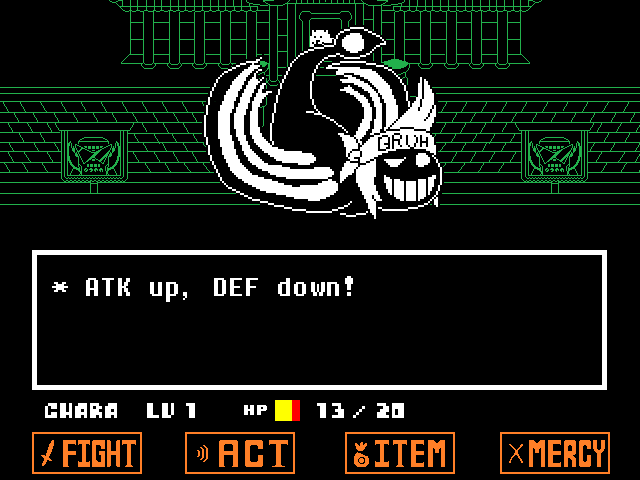 BRUH
* ATK up, DEF down!
CHARA LV 1 HP 13 / 20
FIGHT ACT ITEM MERCY